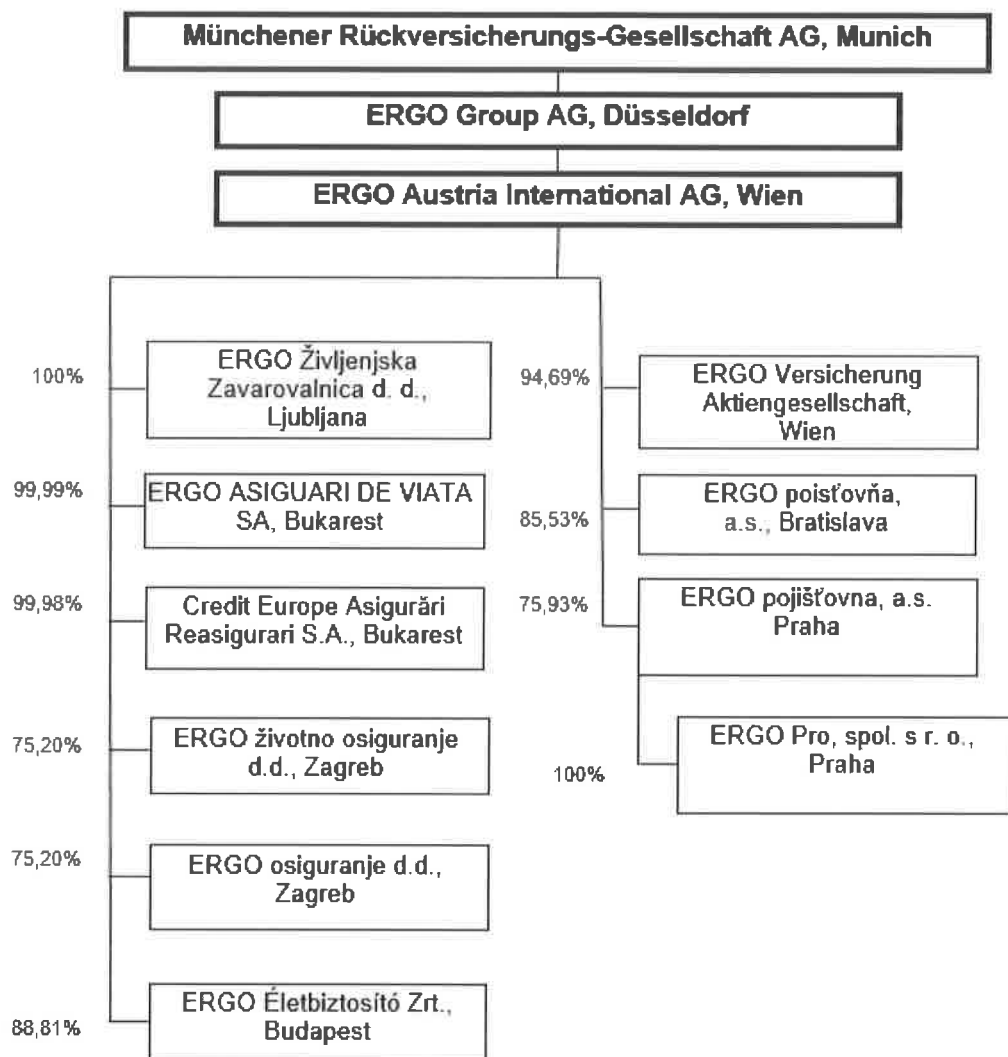 Münchener Rückversicherungs-Gesellschaft AG, Munich
ERGO Group AG, Düsseldorf
ERGO Austria International AG, Wien
100%
ERGO Življenjska
Zavarovalnica d. d.,
Ljubljana
99,99%
ERGO ASIGUARI DE VIATA
SA, Bukarest
99,98%
Credit Europe Asigurări
Reasigurari S.A., Bukarest
75,20%
ERGO životno osiguranje
d.d., Zagreb
75,20%
ERGO osiguranje d.d.,
Zagreb
88,81%
ERGO Életbiztosító Zrt.,
Budapest
94,69%
ERGO Versicherung
Aktiengesellschaft,
Wien
85,53%
ERGO poisťovňa,
a.s., Bratislava
75,93%
ERGO pojišťovna, a.s.
Praha
100%
ERGO Pro, spol. s r. o.,
Praha